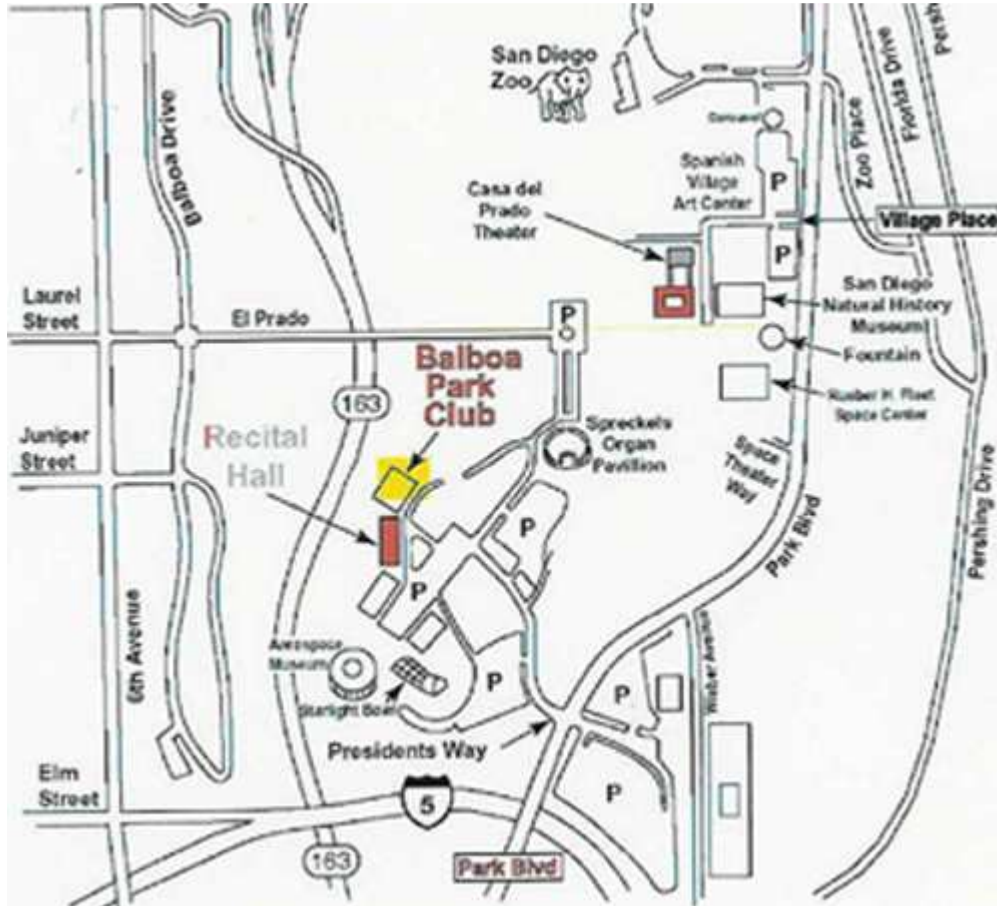 San Diego
Zoo
Balboa Drive
Florida Drive
Zoo Place
Carousel
Spanish
Village
Art Center
P
Casa del
Prado
Theater
Village Place
P
San Diego
Natural History
Museum
Laurel
Street
El Prado
P
Fountain
Balboa
Park
Club
163
Space Center
Juniper
Street
Recital
Hall
Spreckels
Organ
Pavillion
Space Theater
Way
Park Blvd
Pershing Drive
P
P
6th Avenue
Aerospace
Museum
Starlight Bowl
P
P
Presidents Way
Elm
Street
5
P
163
Park Blvd